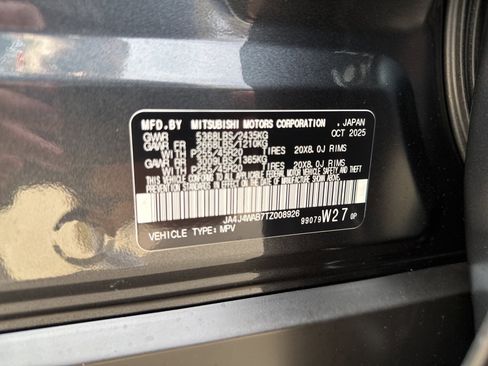 MFD.BY MITSUBISHI MOTORS CORPORATION , JAPAN
GVWR 5368LBS/2435KG OCT 2025
GAWR FR 1210KG
WITH P255/45R20 TIRES 20X8.0J RIMS
GAWR RR 3009LBS/1365KG
WITH P255/45R20 TIRES 20X8.0J RIMS
THIS VEHICLE CONFORMS TO ALL APPLICABLE FEDERAL MOTOR VEHICLE SAFETY AND THEFT
PREVENTION STANDARDS IN EFFECT ON THE DATE OF MANUFACTURE SHOWN ABOVE.
JA4J4WAB7TZ008926
99079 W27 0P
VEHICLE TYPE: MPV